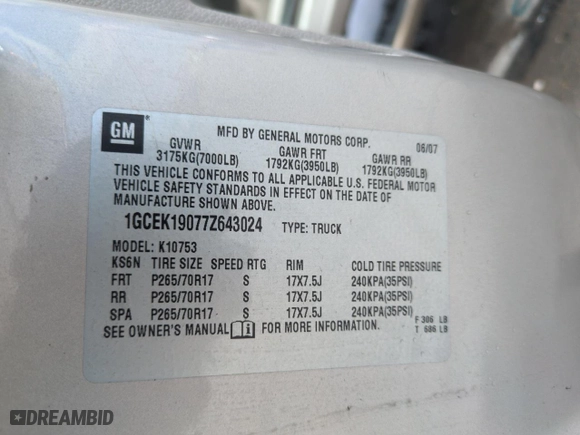 GM
MFD BY GENERAL MOTORS CORP. 06/07
GVWR GAWR FRT GAWR RR
3175KG(7000LB) 1792KG(3950LB) 1792KG(3950LB)
THIS VEHICLE CONFORMS TO ALL APPLICABLE U.S. FEDERAL MOTOR
VEHICLE SAFETY STANDARDS IN EFFECT ON THE DATE OF
MANUFACTURE SHOWN ABOVE.
1GCEK19077Z643024 TYPE: TRUCK
MODEL: K10753
KS6N TIRE SIZE SPEED RTG RIM COLD TIRE PRESSURE
FRT P265/70R17 S 17X7.5J 240KPA(35PSI)
RR P265/70R17 S 17X7.5J 240KPA(35PSI)
SPA P265/70R17 S 17X7.5J 240KPA(35PSI)
SEE OWNER'S MANUAL FOR MORE INFORMATION. F 306 LB
T 686 LB
DREAMBID